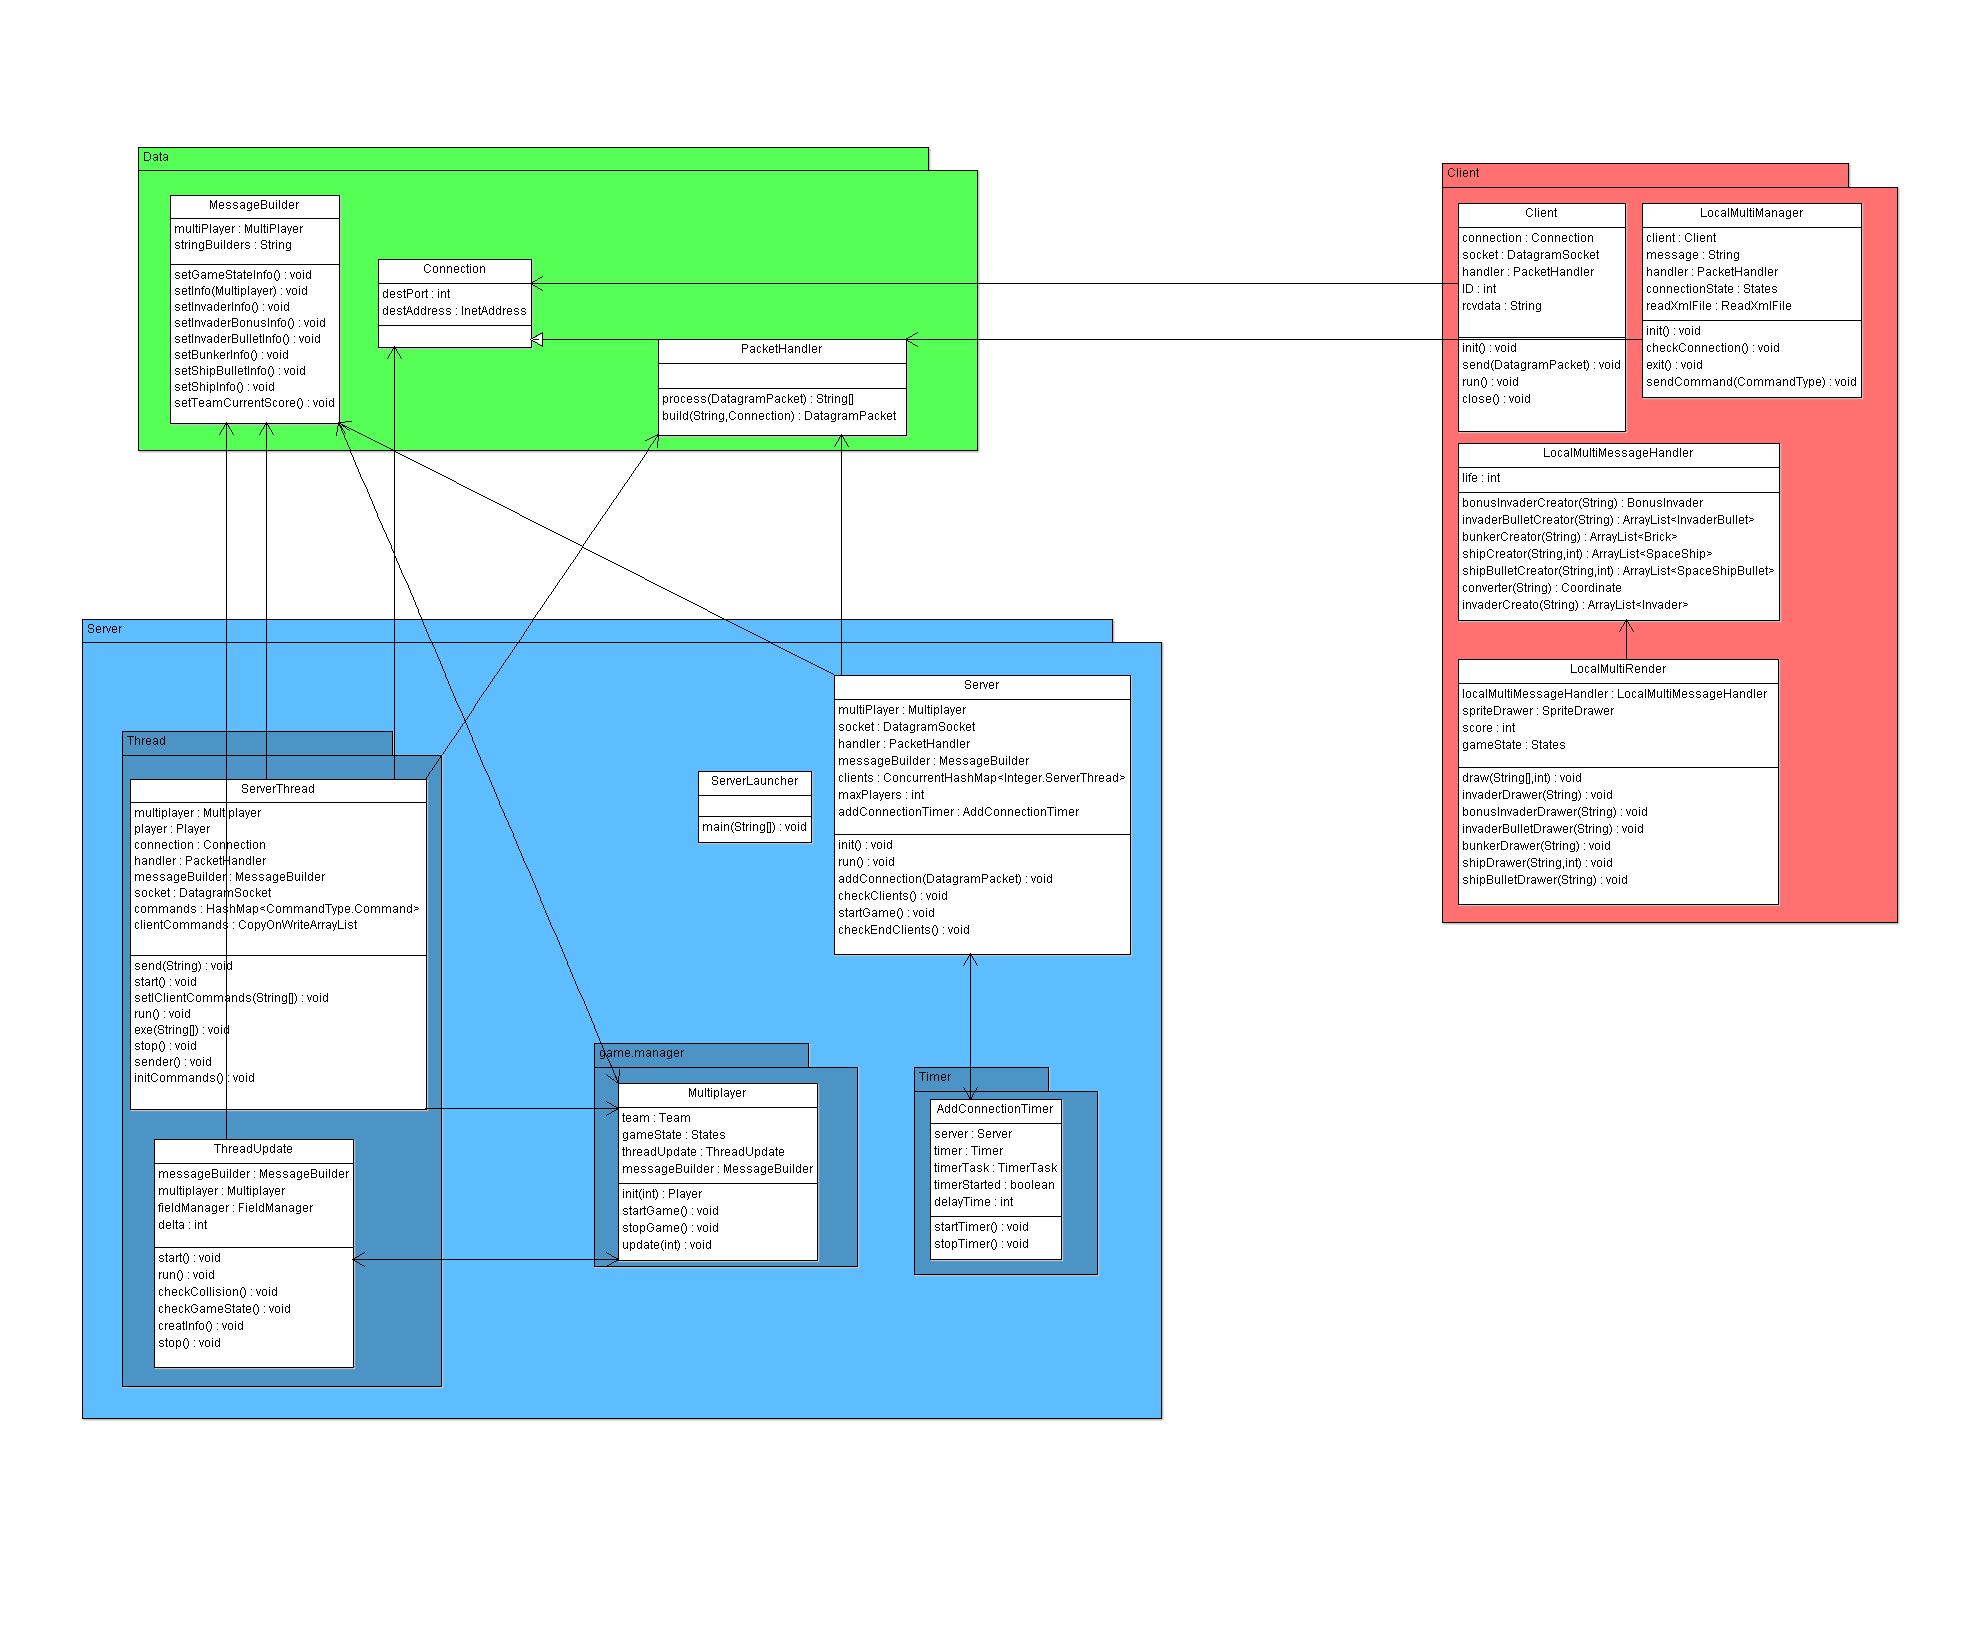 Data
MessageBuilder
multiPlayer : MultiPlayer
stringBuilders : String
setGameStateInfo() : void
setInfo(Multiplayer) : void
setInvaderInfo() : void
setInvaderBonusInfo() : void
setInvaderBulletInfo() : void
setBunkerInfo() : void
setShipBulletInfo() : void
setShipInfo() : void
setTeamCurrentScore() : void
Connection
destPort : int
destAddress : InetAddress
PacketHandler
process(DatagramPacket) : String[]
build(String,Connection) : DatagramPacket
Client
Client
connection : Connection
socket : DatagramSocket
handler : PacketHandler
ID : int
rcvdata : String
init() : void
send(DatagramPacket) : void
run() : void
close() : void
LocalMultiManager
client : Client
message : String
handler : PacketHandler
connectionState : States
readXmlFile : ReadXmlFile
init() : void
checkConnection() : void
exit() : void
sendCommand(CommandType) : void
LocalMultiMessageHandler
life : int
bonusInvaderCreator(String) : BonusInvader
invaderBulletCreator(String) : ArrayList<InvaderBullet>
bunkerCreator(String) : ArrayList<Brick>
shipCreator(String,int) : ArrayList<SpaceShip>
shipBulletCreator(String,int) : ArrayList<SpaceShipBullet>
converter(String) : Coordinate
invaderCreato(String) : ArrayList<Invader>
LocalMultiRender
localMultiMessageHandler : LocalMultiMessageHandler
spriteDrawer : SpriteDrawer
score : int
gameState : States
draw(String[],int) : void
invaderDrawer(String) : void
bonusInvaderDrawer(String) : void
invaderBulletDrawer(String) : void
bunkerDrawer(String) : void
shipDrawer(String,int) : void
shipBulletDrawer(String) : void
Server
Thread
ServerThread
multiplayer : Multiplayer
player : Player
connection : Connection
handler : PacketHandler
messageBuilder : MessageBuilder
socket : DatagramSocket
commands : HashMap<CommandType.Command>
clientCommands : CopyOnWriteArrayList
send(String) : void
start() : void
setlClientCommands(String[]) : void
run() : void
exe(String[]) : void
stop() : void
sender() : void
initCommands() : void
ThreadUpdate
messageBuilder : MessageBuilder
multiplayer : Multiplayer
fieldManager : FieldManager
delta : int
start() : void
run() : void
checkCollision() : void
checkGameState() : void
creatInfo() : void
stop() : void
ServerLauncher
main(String[]) : void
Server
multiPlayer : Multiplayer
socket : DatagramSocket
handler : PacketHandler
messageBuilder : MessageBuilder
clients : ConcurrentHashMap<Integer.ServerThread>
maxPlayers : int
addConnectionTimer : AddConnectionTimer
init() : void
run() : void
addConnection(DatagramPacket) : void
checkClients() : void
startGame() : void
checkEndClients() : void
game.manager
Multiplayer
team : Team
gameState : States
threadUpdate : ThreadUpdate
messageBuilder : MessageBuilder
init(int) : Player
startGame() : void
stopGame() : void
update(int) : void
Timer
AddConnectionTimer
server : Server
timer : Timer
timerTask : TimerTask
timerStarted : boolean
delayTime : int
startTimer() : void
stopTimer() : void